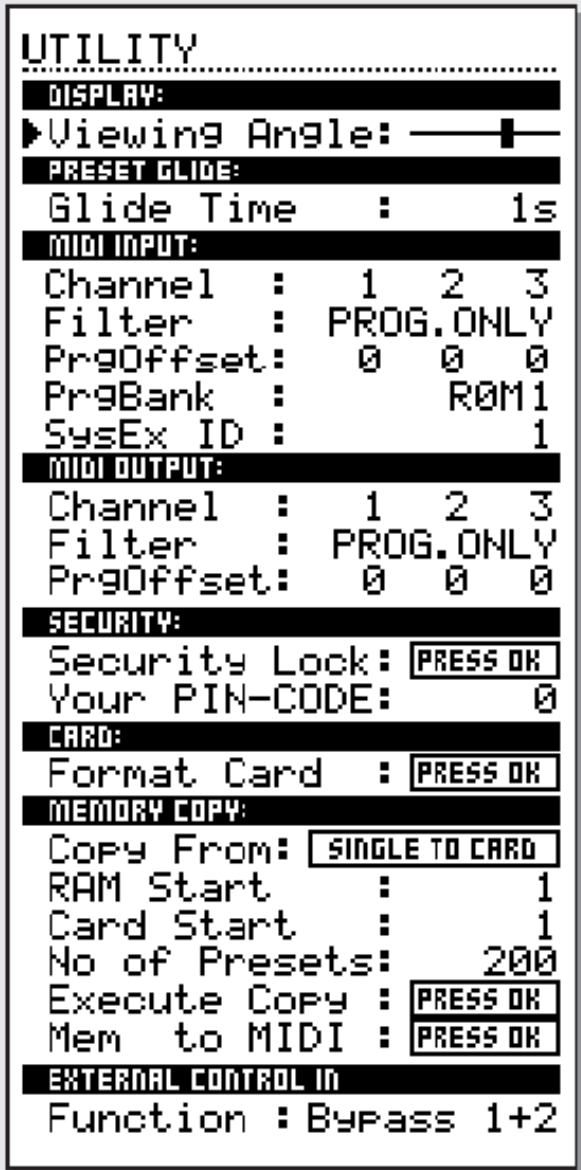 UTILITY
DISPLAY:
Viewing Angle:
PRESET GLIDE:
Glide Time : 1s
MIDI INPUT:
Channel : 1 2 3
Filter : PROG.ONLY
PrgOffset: 0 0 0
PrgBank : R0M1
SysEx ID : 1
MIDI OUTPUT:
Channel : 1 2 3
Filter : PROG.ONLY
PrgOffset: 0 0 0
SECURITY:
Security Lock: PRESS OK
Your PIN-CODE: 0
CARD:
Format Card : PRESS OK
MEMORY COPY:
Copy From: SINGLE TO CARD
RAM Start : 1
Card Start : 1
No of Presets: 200
Execute Copy : PRESS OK
Mem to MIDI : PRESS OK
EXTERNAL CONTROL IN
Function : Bypass 1+2